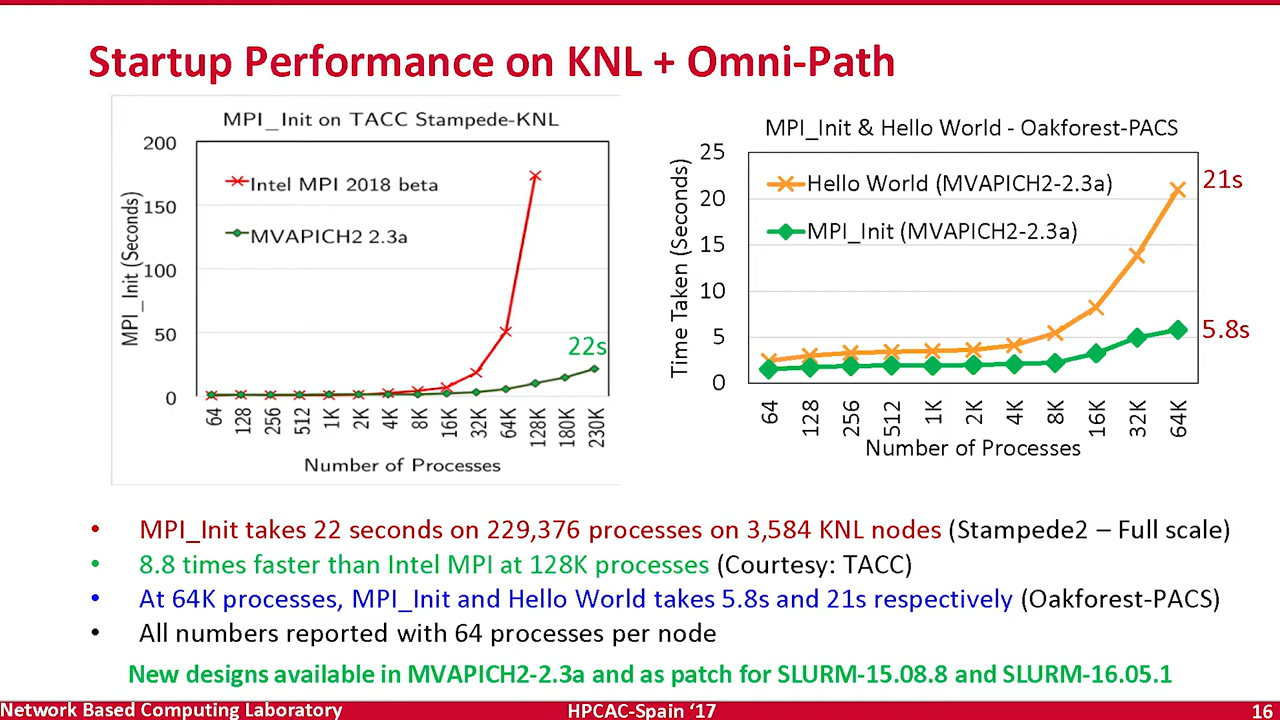 Startup Performance on KNL + Omni-Path
MPI_Init on TACC Stampede-KNL
200
150
100
50
0
MPI_Init (Seconds)
Intel MPI 2018 beta
MVAPICH2 2.3a
22s
64 128 256 512 1K 2K 4K 8K 16K 32K 64K 128K 180K 230K
Number of Processes
MPI_Init & Hello World - Oakforest-PACS
25
20
15
10
5
0
Time Taken (Seconds)
Hello World (MVAPICH2-2.3a)
MPI_Init (MVAPICH2-2.3a)
21s
5.8s
64 128 256 512 1K 2K 4K 8K 16K 32K 64K
Number of Processes
• MPI_Init takes 22 seconds on 229,376 processes on 3,584 KNL nodes (Stampede2 – Full scale)
• 8.8 times faster than Intel MPI at 128K processes (Courtesy: TACC)
• At 64K processes, MPI_Init and Hello World takes 5.8s and 21s respectively (Oakforest-PACS)
• All numbers reported with 64 processes per node
New designs available in MVAPICH2-2.3a and as patch for SLURM-15.08.8 and SLURM-16.05.1
Network Based Computing Laboratory
HPCAC-Spain ‘17
16